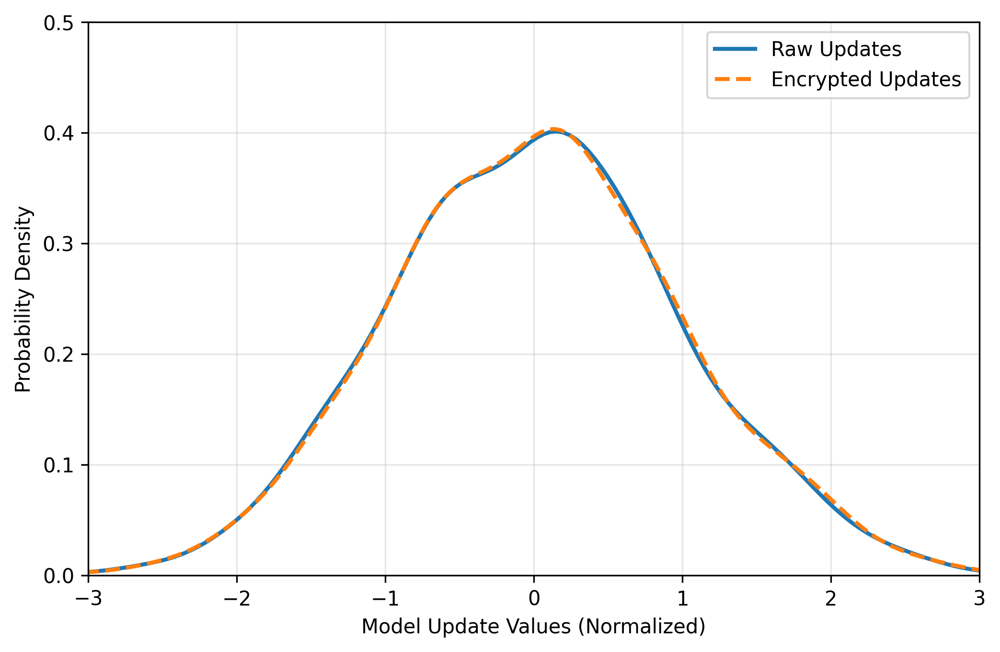 Raw Updates
Encrypted Updates
Probability Density
0.5
0.4
0.3
0.2
0.1
0.0
−3 −2 −1 0 1 2 3
Model Update Values (Normalized)